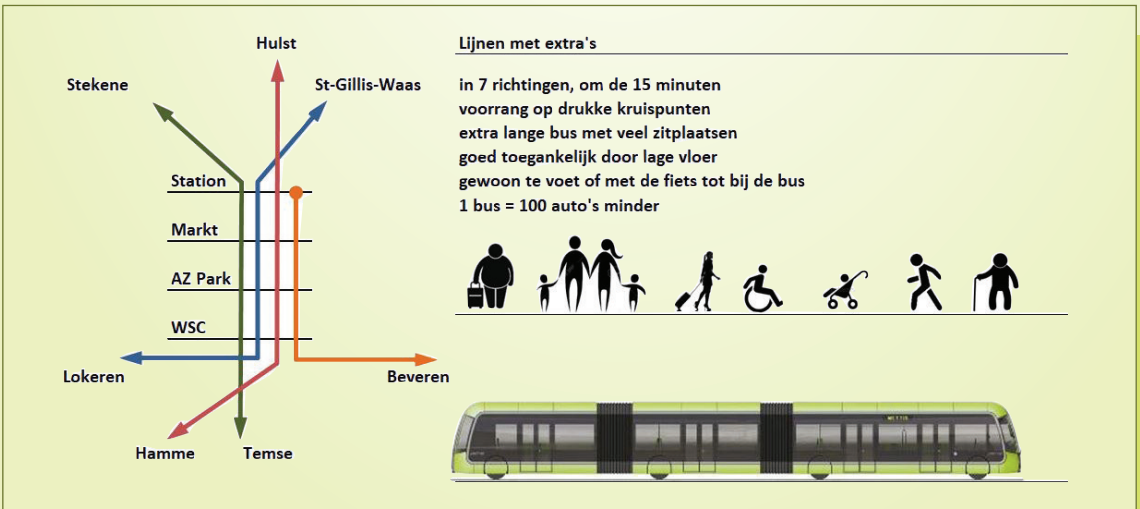 Hulst
Stekene
St-Gillis-Waas
Station
Markt
AZ Park
WSC
Lokeren
Beveren
Hamme
Temse
Lijnen met extra's
in 7 richtingen, om de 15 minuten
voorrang op drukke kruispunten
extra lange bus met veel zitplaatsen
goed toegankelijk door lage vloer
gewoon te voet of met de fiets tot bij de bus
1 bus = 100 auto's minder